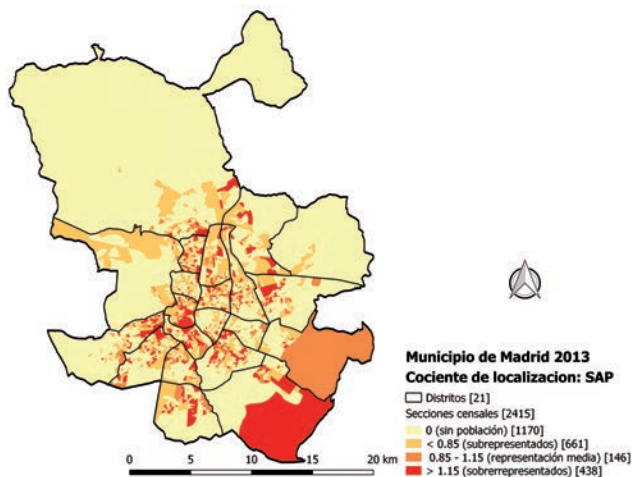 Municipio de Madrid 2013
Cociente de localizacion: SAP
Distritos [21]
Secciones censales [2415]
0 (sin población) [1170]
< 0.85 (subrepresentados) [661]
0.85 - 1.15 (representación media) [146]
> 1.15 (sobrerrepresentados) [438]
0 5 10 15 20 km